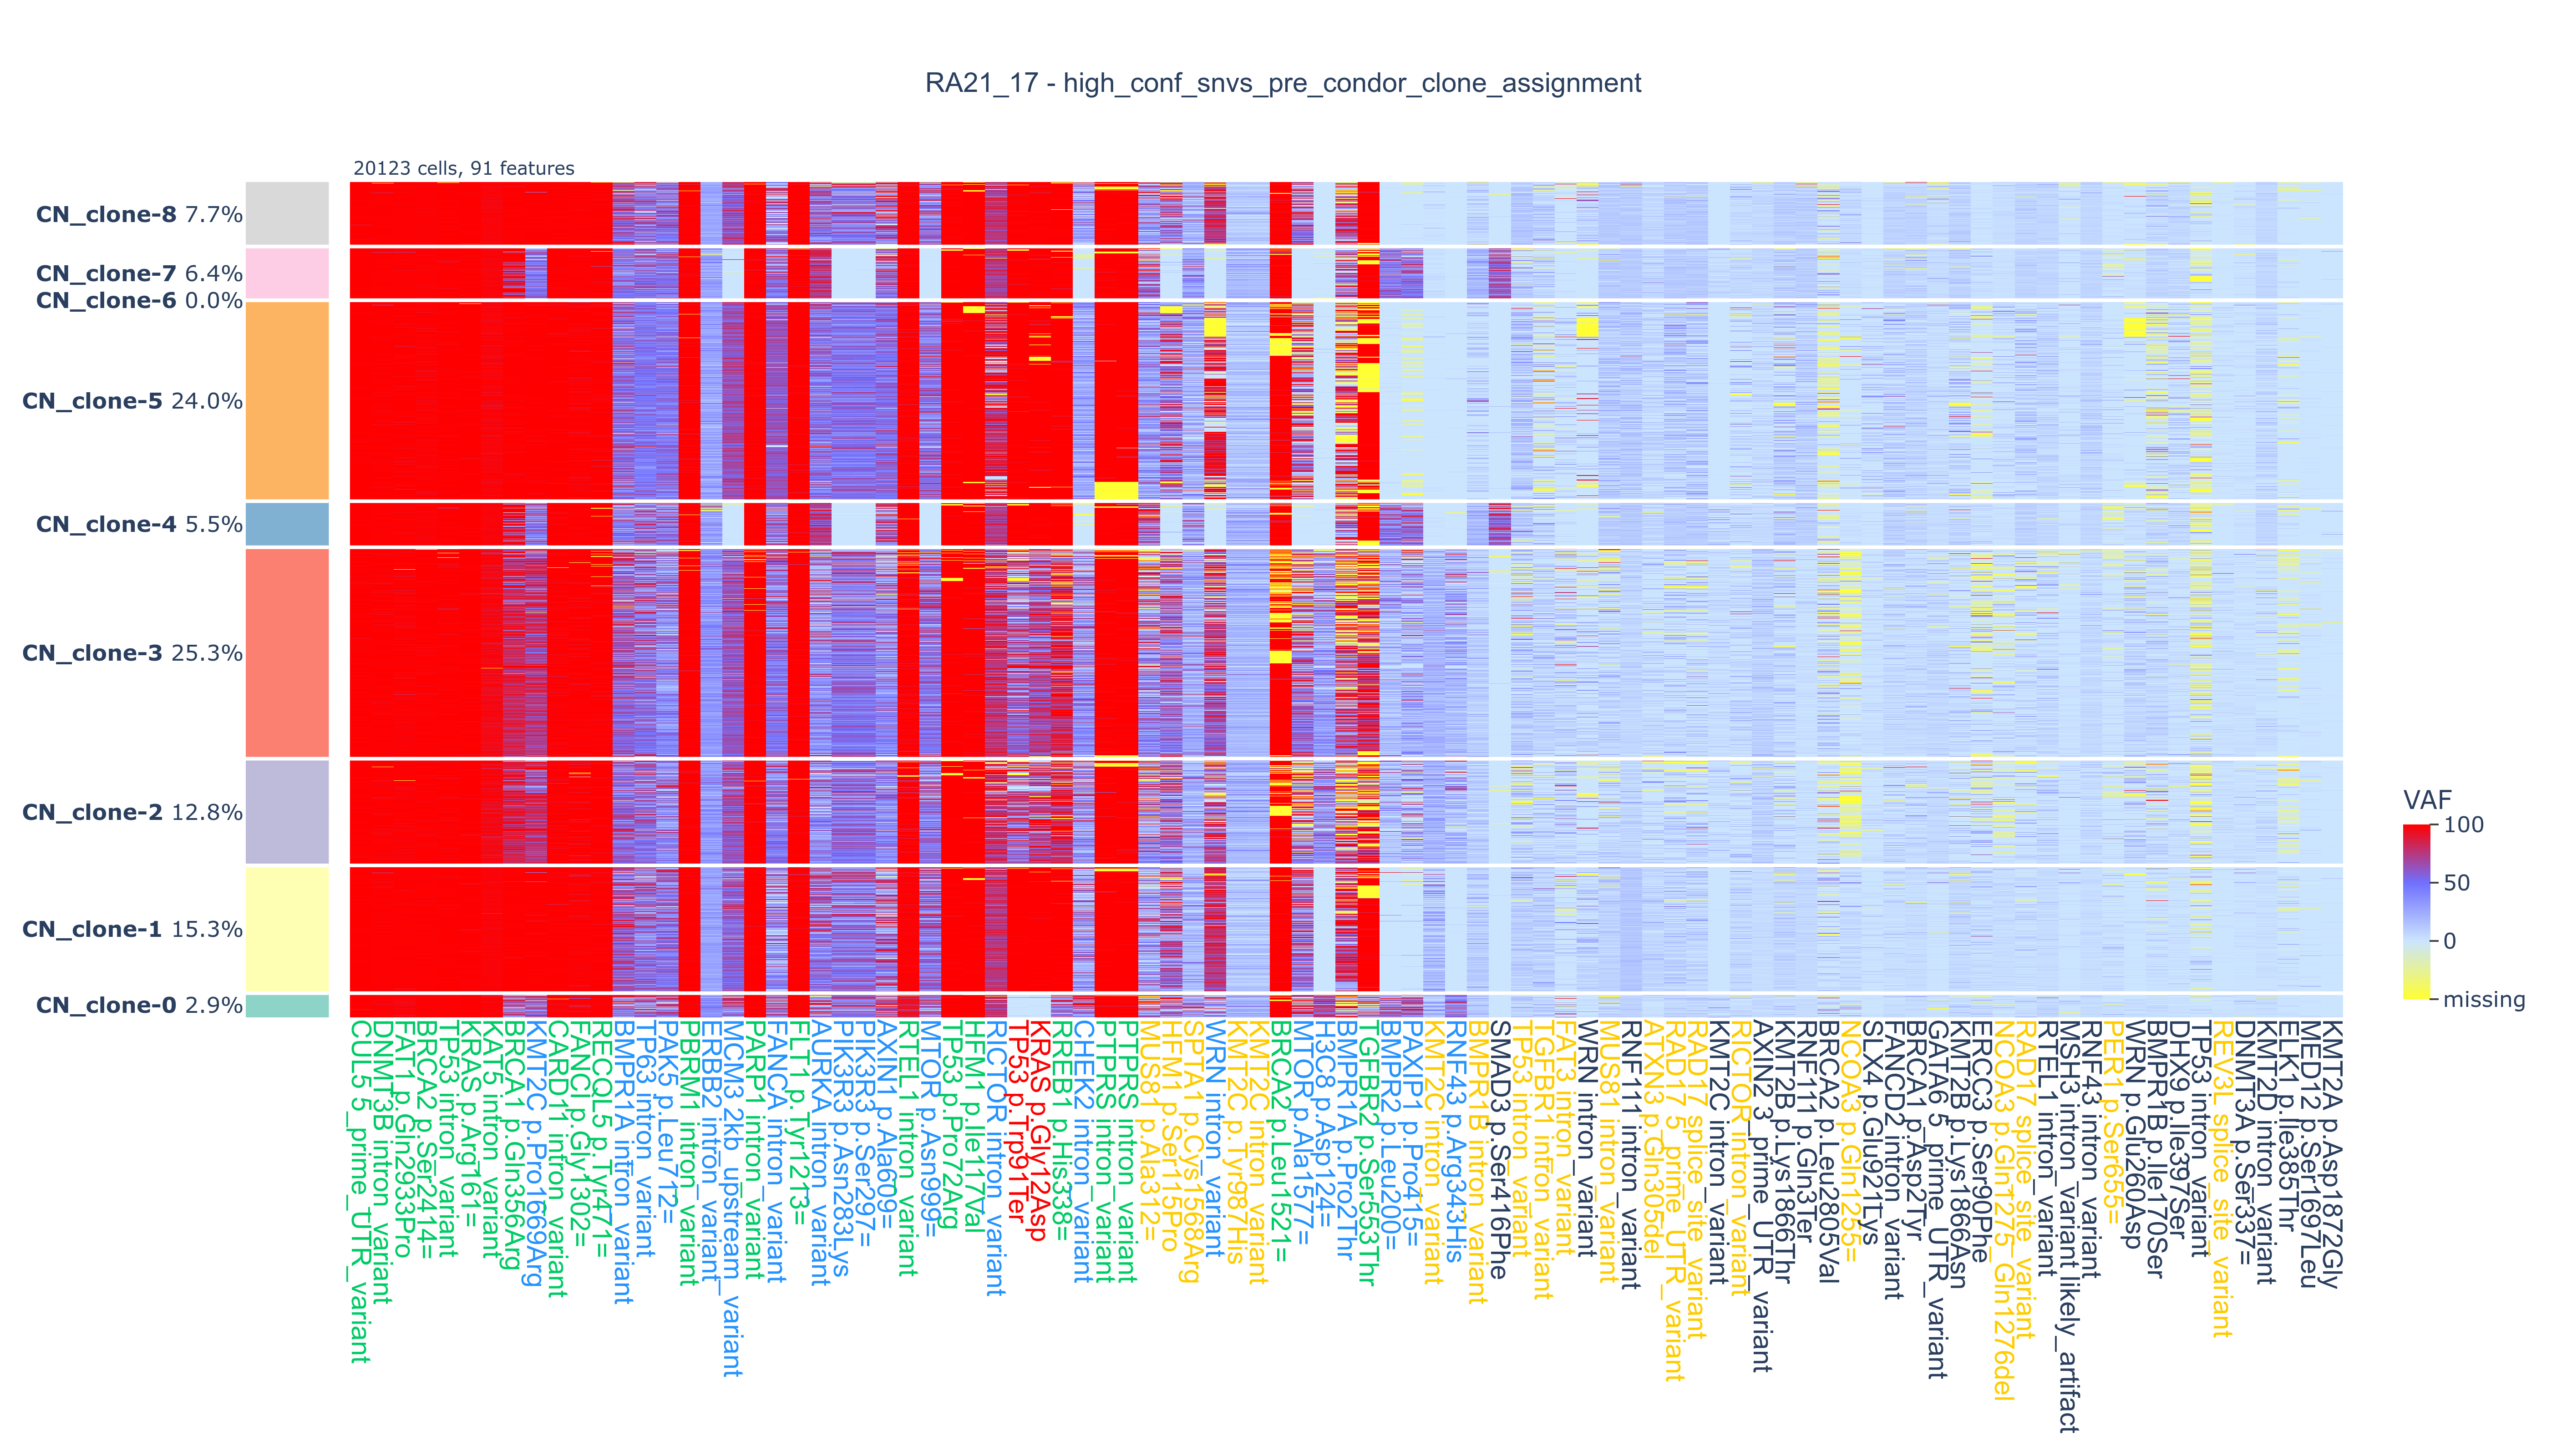 RA21_17 - high_conf_snvs_pre_condor_clone_assignment
20123 cells, 91 features
CN_clone-8 7.7%
CN_clone-7 6.4%
CN_clone-6 0.0%
CN_clone-5 24.0%
CN_clone-4 5.5%
CN_clone-3 25.3%
CN_clone-2 12.8%
CN_clone-1 15.3%
CN_clone-0 2.9%
VAF
100
50
0
missing
CUL5 5_prime_UTR_variant
DNMT3B intron_variant
FAT1 p.Gln2933Pro
BRCA2 p.Ser2414=
TP53 intron_variant
KRAS p.Arg161=
KAT5 intron_variant
BRCA1 p.Gln356Arg
KMT2C p.Pro1669Arg
CARD11 intron_variant
FANCI p.Gly1302=
RECQL5 p.Tyr471=
BMPR1A intron_variant
TP63 intron_variant
PAK5 p.Leu712=
PBRM1 intron_variant
ERBB2 intron_variant
MCM3 2kb_upstream_variant
PARP1 intron_variant
FANCA intron_variant
FLT1 p.Tyr1213=
AURKA intron_variant
PIK3R3 p.Asn283Lys
PIK3R3 p.Ser297=
AXIN1 p.Ala609=
RTEL1 intron_variant
MTOR p.Asn999=
TP53 p.Pro72Arg
HFM1 p.Ile117Val
RICTOR intron_variant
TP53 p.Trp91Ter
KRAS p.Gly12Asp
RREB1 p.His338=
CHEK2 intron_variant
PTPRS intron_variant
PTPRS intron_variant
MUS81 p.Ala312=
HFM1 p.Ser115Pro
SPTA1 p.Cys1568Arg
WRN intron_variant
KMT2C p.Tyr987His
KMT2C intron_variant
BRCA2 p.Leu1521=
MTOR p.Ala1577=
H3C8 p.Asp124=
BMPR1A p.Pro2Thr
TGFBR2 p.Ser553Thr
BMPR2 p.Leu200=
PAXIP1 p.Pro415=
KMT2C intron_variant
RNF43 p.Arg343His
BMPR1B intron_variant
SMAD3 p.Ser416Phe
TP53 intron_variant
TGFBR1 intron_variant
FAT3 intron_variant
WRN intron_variant
MUS81 intron_variant
RNF111 intron_variant
ATXN3 p.Gln305del
RAD17 5_prime_UTR_variant
RAD17 splice_site_variant
KMT2C intron_variant
RICTOR intron_variant
AXIN2 3_prime_UTR_variant
KMT2B p.Lys1866Thr
RNF111 p.Gln3Ter
BRCA2 p.Leu2805Val
NCOA3 p.Gln1255=
SLX4 p.Glu921Lys
FANCD2 intron_variant
BRCA1 p.Asp2Tyr
GATA6 5_prime_UTR_variant
KMT2B p.Lys1866Asn
ERCC3 p.Ser90Phe
NCOA3 p.Gln1275_Gln1276del
RAD17 splice_site_variant
RTEL1 intron_variant
MSH3 intron_variant likely_artifact
RNF43 intron_variant
PER1 p.Ser655=
WRN p.Glu260Asp
BMPR1B p.Ile170Ser
DHX9 p.Ile397Ser
TP53 intron_variant
REV3L splice_site_variant
DNMT3A p.Ser337=
KMT2D intron_variant
ELK1 p.Ile385Thr
MED12 p.Ser1697Leu
KMT2A p.Asp1872Gly